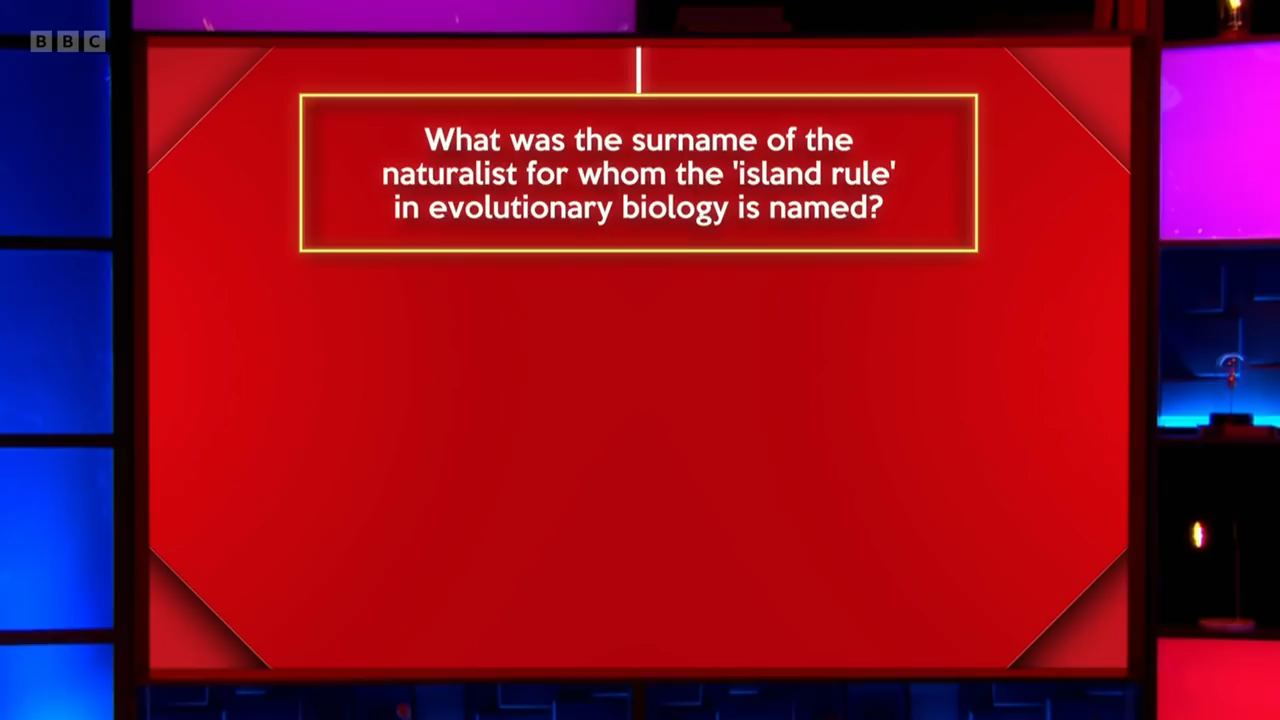 BBC
What was the surname of the
naturalist for whom the 'island rule'
in evolutionary biology is named?